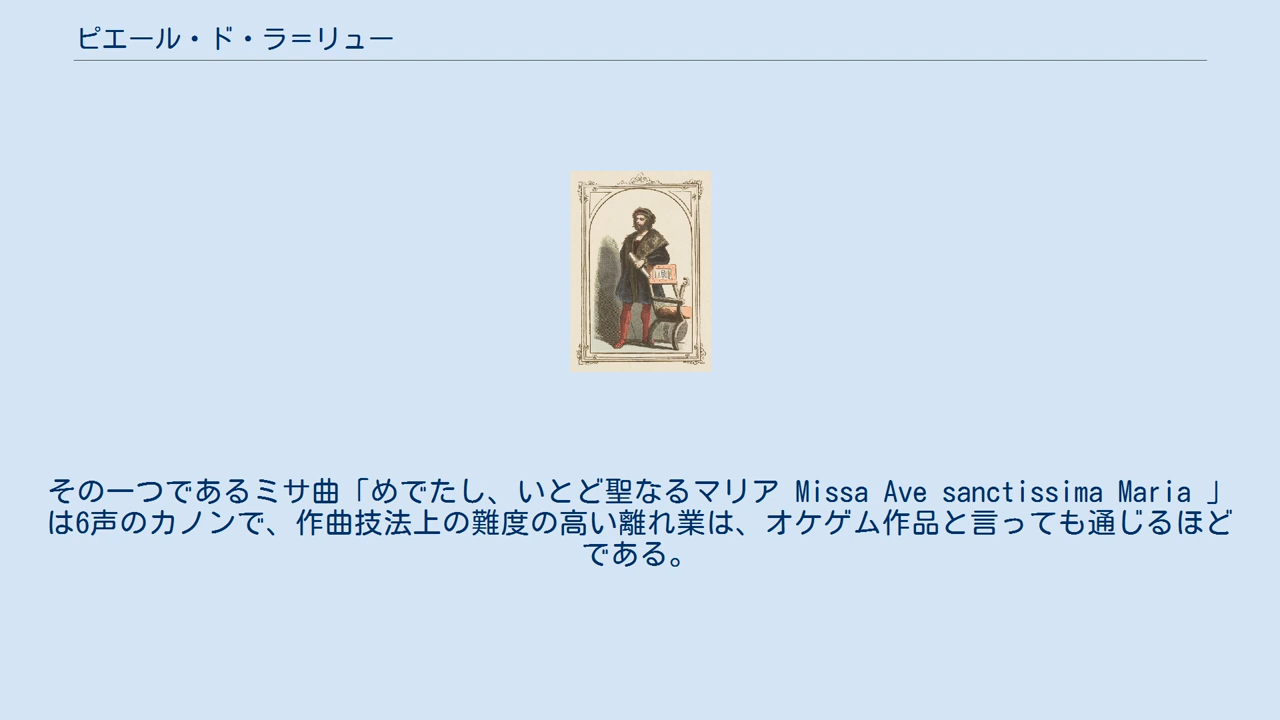 ピエール・ド・ラ＝リュー
その一つであるミサ曲「めでたし、いとど聖なるマリア Missa Ave sanctissima Maria 」
は6声のカノンで、作曲技法上の難度の高い離れ業は、オケゲム作品と言っても通じるほど
である。